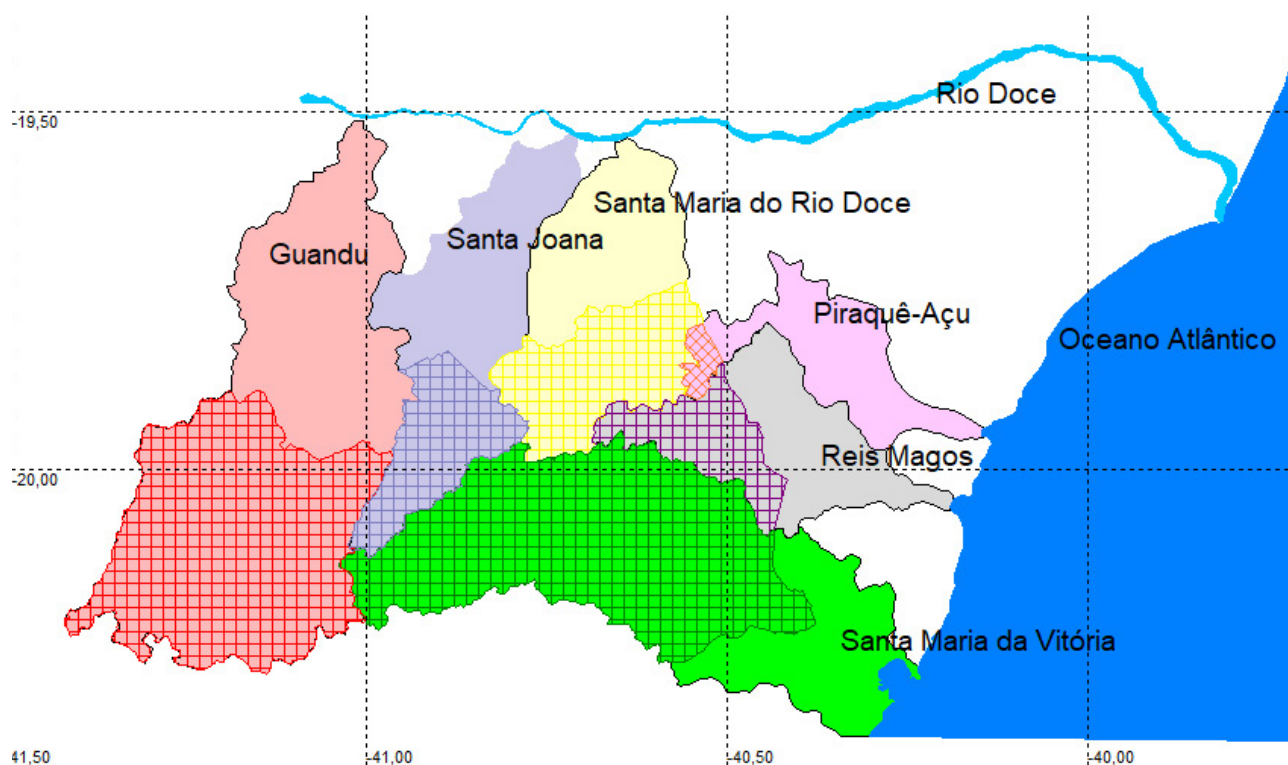 Rio Doce
-19,50
Santa Maria do Rio Doce
Santa Joana
Guandu
Piraquê-Açu
Oceano Atlântico
Reis Magos
-20,00
Santa Maria da Vitória
41,50
-41,00
-40,50
-40,00